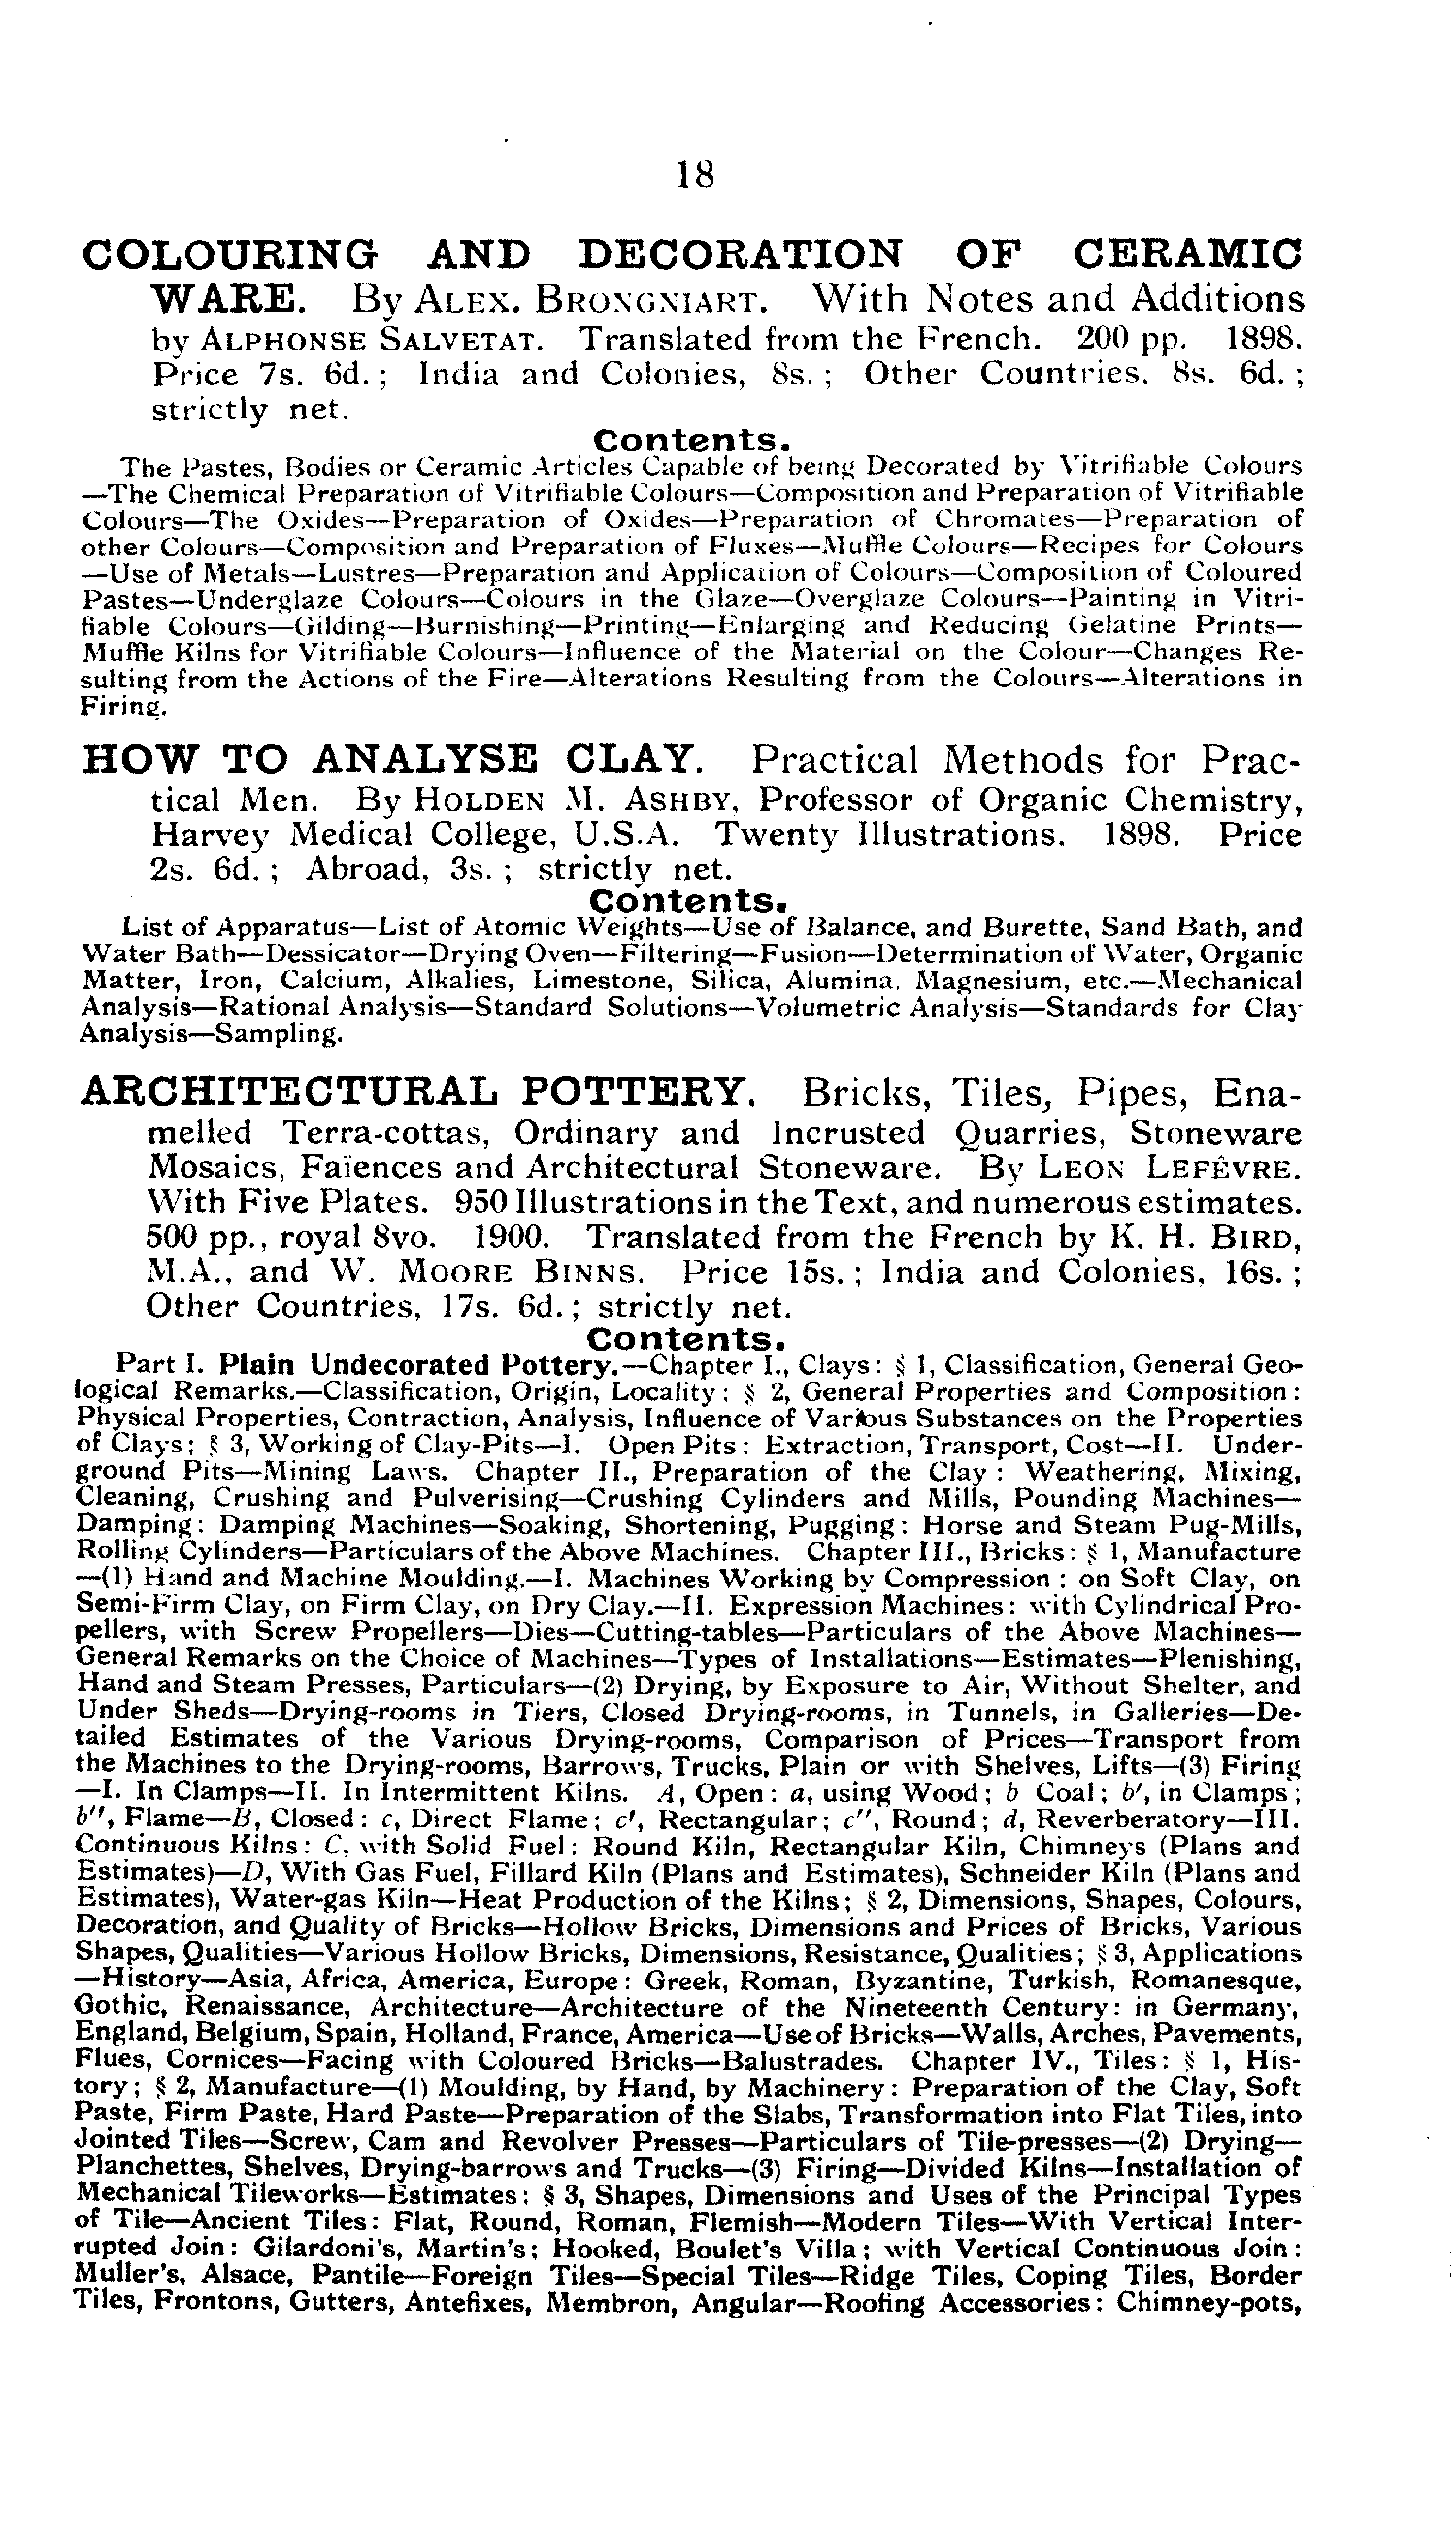 18
COLOURING AND DECORATION OF CERAMIC
WARE. By ALEX. BRONGNIART. With Notes and Additions
by ALPHONSE SALVETAT. Translated from the French. 200 pp. 1898.
Price 7s. 6d.; India and Colonies, 8s.; Other Countries, 8s. 6d.;
strictly net.
Contents.
The Pastes, Bodies or Ceramic Articles Capable of being Decorated by Vitrifiable Colours
—The Chemical Preparation of Vitrifiable Colours—Composition and Preparation of Vitrifiable
Colours—The Oxides—Preparation of Oxides—Preparation of Chromates—Preparation of
other Colours—Composition and Preparation of Fluxes—Muffle Colours—Recipes for Colours
—Use of Metals—Lustres—Preparation and Application of Colours—Composition of Coloured
Pastes—Underglaze Colours—Colours in the Glaze—Overglaze Colours—Painting in Vitri-
fiable Colours—Gilding—Burnishing—Printing—Enlarging and Reducing Gelatine Prints—
Muffle Kilns for Vitrifiable Colours—Influence of the Material on the Colour—Changes Re-
sulting from the Actions of the Fire—Alterations Resulting from the Colours—Alterations in
Firing.
HOW TO ANALYSE CLAY. Practical Methods for Prac-
tical Men. By HOLDEN M. ASHBY, Professor of Organic Chemistry,
Harvey Medical College, U.S.A. Twenty Illustrations. 1898. Price
2s. 6d.; Abroad, 3s.; strictly net.
Contents.
List of Apparatus—List of Atomic Weights—Use of Balance, and Burette, Sand Bath, and
Water Bath—Dessicator—Drying Oven—Filtering—Fusion—Determination of Water, Organic
Matter, Iron, Calcium, Alkalies, Limestone, Silica, Alumina, Magnesium, etc.—Mechanical
Analysis—Rational Analysis—Standard Solutions—Volumetric Analysis—Standards for Clay
Analysis—Sampling.
ARCHITECTURAL POTTERY. Bricks, Tiles, Pipes, Ena-
melled Terra-cottas, Ordinary and Incrusted Quarries, Stoneware
Mosaics, Faïences and Architectural Stoneware. By LEON LEFÊVRE.
With Five Plates. 950 Illustrations in the Text, and numerous estimates.
500 pp., royal 8vo. 1900. Translated from the French by K. H. BIRD,
M.A., and W. MOORE BINNS. Price 15s.; India and Colonies, 16s.;
Other Countries, 17s. 6d.; strictly net.
Contents.
Part I. Plain Undecorated Pottery.—Chapter I., Clays: § 1, Classification, General Geo-
logical Remarks.—Classification, Origin, Locality; § 2, General Properties and Composition:
Physical Properties, Contraction, Analysis, Influence of Various Substances on the Properties
of Clays; § 3, Working of Clay-Pits—I. Open Pits: Extraction, Transport, Cost—II. Under-
ground Pits—Mining Laws. Chapter II., Preparation of the Clay: Weathering, Mixing,
Cleaning, Crushing and Pulverising—Crushing Cylinders and Mills, Pounding Machines—
Damping: Damping Machines—Soaking, Shortening, Pugging: Horse and Steam Pug-Mills,
Rolling Cylinders—Particulars of the Above Machines. Chapter III., Bricks: § 1, Manufacture
—(1) Hand and Machine Moulding.—I. Machines Working by Compression: on Soft Clay, on
Semi-Firm Clay, on Firm Clay, on Dry Clay.—II. Expression Machines: with Cylindrical Pro-
pellers, with Screw Propellers—Dies—Cutting-tables—Particulars of the Above Machines—
General Remarks on the Choice of Machines—Types of Installations—Estimates—Plenishing,
Hand and Steam Presses, Particulars—(2) Drying, by Exposure to Air, Without Shelter, and
Under Sheds—Drying-rooms in Tiers, Closed Drying-rooms, in Tunnels, in Galleries—De-
tailed Estimates of the Various Drying-rooms, Comparison of Prices—Transport from
the Machines to the Drying-rooms, Barrows, Trucks, Plain or with Shelves, Lifts—(3) Firing
—I. In Clamps—II. In Intermittent Kilns. A, Open: a, using Wood; b Coal; b', in Clamps;
b'', Flame—B, Closed: c, Direct Flame; c', Rectangular; c'', Round; d, Reverberatory—III.
Continuous Kilns: C, with Solid Fuel: Round Kiln, Rectangular Kiln, Chimneys (Plans and
Estimates)—D, With Gas Fuel, Fillard Kiln (Plans and Estimates), Schneider Kiln (Plans and
Estimates), Water-gas Kiln—Heat Production of the Kilns; § 2, Dimensions, Shapes, Colours,
Decoration, and Quality of Bricks—Hollow Bricks, Dimensions and Prices of Bricks, Various
Shapes, Qualities—Various Hollow Bricks, Dimensions, Resistance, Qualities; § 3, Applications
—History—Asia, Africa, America, Europe: Greek, Roman, Byzantine, Turkish, Romanesque,
Gothic, Renaissance, Architecture—Architecture of the Nineteenth Century: in Germany,
England, Belgium, Spain, Holland, France, America—Use of Bricks—Walls, Arches, Pavements,
Flues, Cornices—Facing with Coloured Bricks—Balustrades. Chapter IV., Tiles: § 1, His-
tory; § 2, Manufacture—(1) Moulding, by Hand, by Machinery: Preparation of the Clay, Soft
Paste, Firm Paste, Hard Paste—Preparation of the Slabs, Transformation into Flat Tiles, into
Jointed Tiles—Screw, Cam and Revolver Presses—Particulars of Tile-presses—(2) Drying—
Planchettes, Shelves, Drying-barrows and Trucks—(3) Firing—Divided Kilns—Installation of
Mechanical Tileworks—Estimates; § 3, Shapes, Dimensions and Uses of the Principal Types
of Tile—Ancient Tiles: Flat, Round, Roman, Flemish—Modern Tiles—With Vertical Inter-
rupted Join: Gilardoni's, Martin's; Hooked, Boulet's Villa; with Vertical Continuous Join:
Muller's, Alsace, Pantile—Foreign Tiles—Special Tiles—Ridge Tiles, Coping Tiles, Border
Tiles, Frontons, Gutters, Antefixes, Membron, Angular—Roofing Accessories: Chimney-pots,